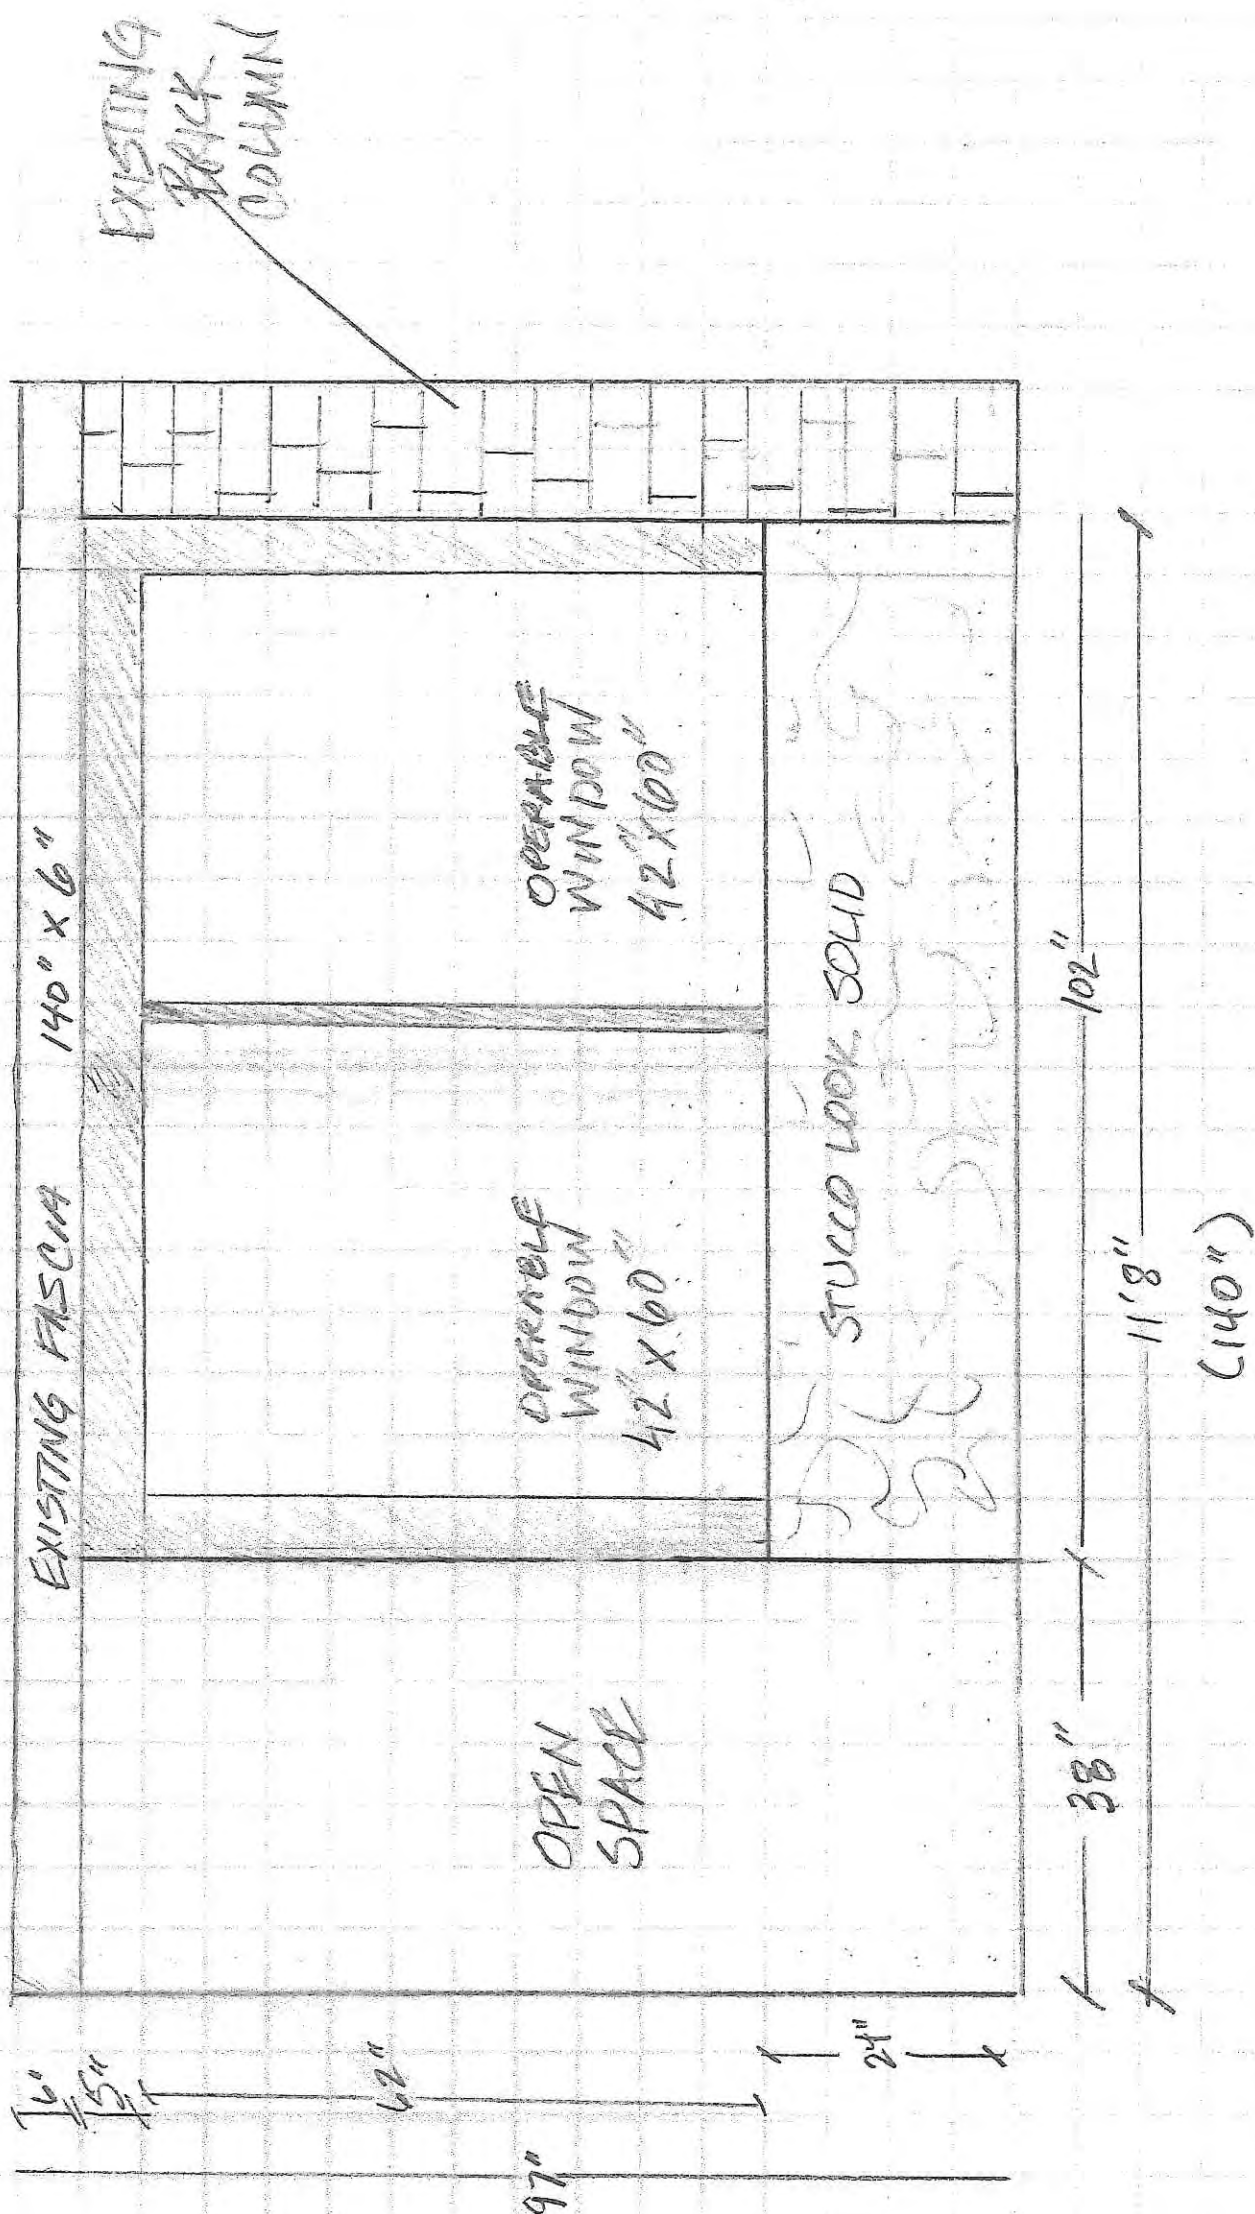 EXISTING
BRICK
COLUMN
EXISTING FASCIA 140" x 6"
OPERABLE
WINDOW
42" x 60"
OPERABLE
WINDOW
42" x 60"
OPEN
SPACE
STUCCO LOOK SOLID
6"
5"
62"
24"
97"
38"
102"
11'8"
(140")